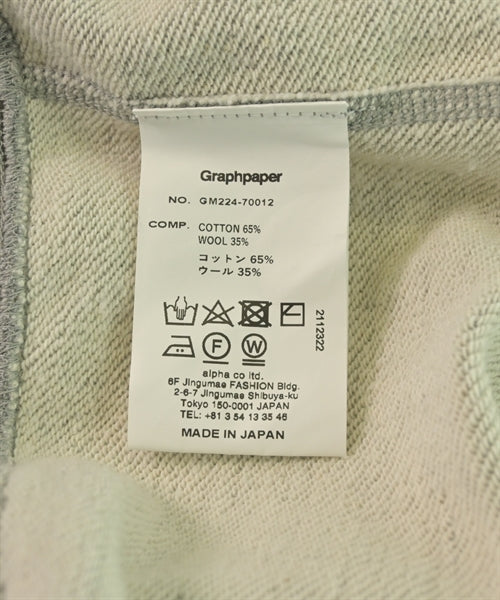 Graphpaper
NO. GM224-70012
COMP. COTTON 65%
WOOL 35%
コットン 65%
ウール 35%
2112322
F
W
alpha co ltd.
6F Jingumae FASHION Bldg.
2-6-7 Jingumae Shibuya-ku
Tokyo 150-0001 JAPAN
TEL: +81 3 54 13 35 46
MADE IN JAPAN